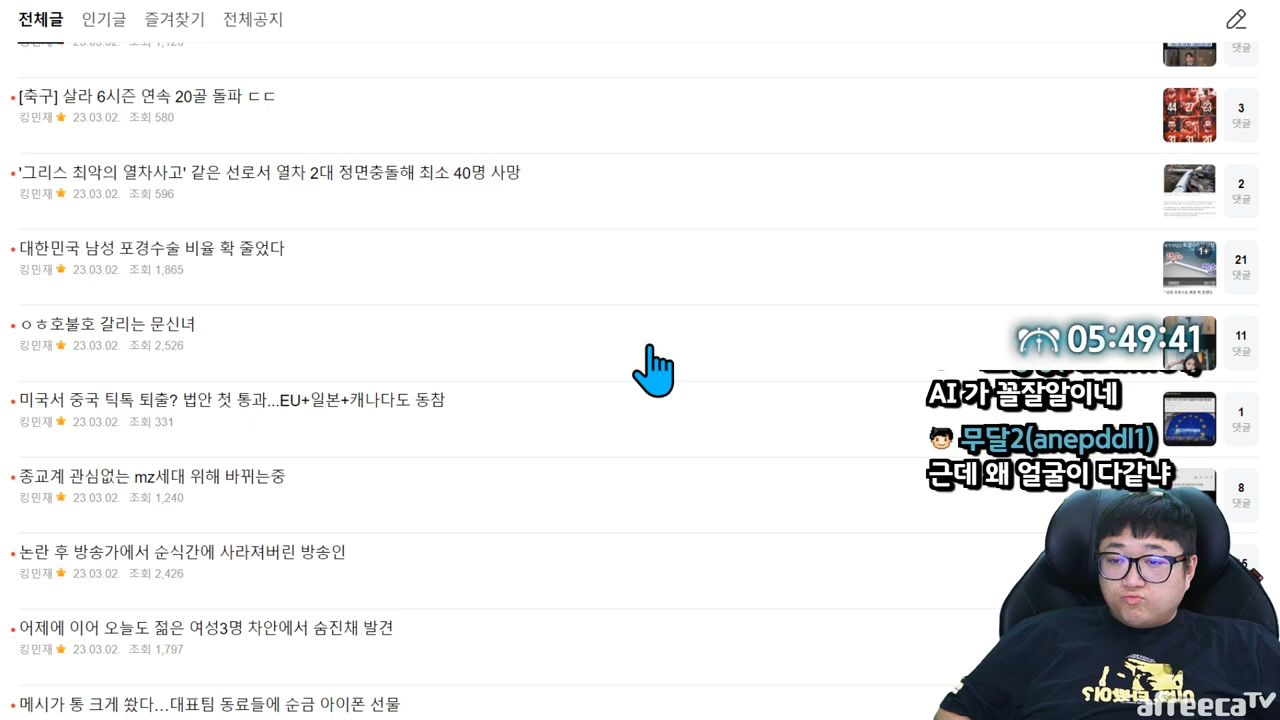 전체글 인기글 즐겨찾기 전체공지
킹민재 23.03.02. 조회 1,126
댓글
[축구] 살라 6시즌 연속 20골 돌파 ㄷㄷ
킹민재 23.03.02. 조회 580
3
댓글
'그리스 최악의 열차사고' 같은 선로서 열차 2대 정면충돌해 최소 40명 사망
킹민재 23.03.02. 조회 596
2
댓글
대한민국 남성 포경수술 비율 확 줄었다
킹민재 23.03.02. 조회 1,865
1+
21
댓글
ㅇㅎ호불호 갈리는 문신녀
킹민재 23.03.02. 조회 2,526
11
댓글
05:49:41
AI 가 꼴잘알이네
미국서 중국 틱톡 퇴출? 법안 첫 통과...EU+일본+캐나다도 동참
킹민재 23.03.02. 조회 331
1
댓글
무달2(anepddl1)
근데 왜 얼굴이 다같냐
종교계 관심없는 mz세대 위해 바뀌는중
킹민재 23.03.02. 조회 1,240
8
댓글
논란 후 방송가에서 순식간에 사라져버린 방송인
킹민재 23.03.02. 조회 2,426
어제에 이어 오늘도 젊은 여성3명 차안에서 숨진채 발견
킹민재 23.03.02. 조회 1,797
메시가 통 크게 쐈다...대표팀 동료들에 순금 아이폰 선물
afreecaTV